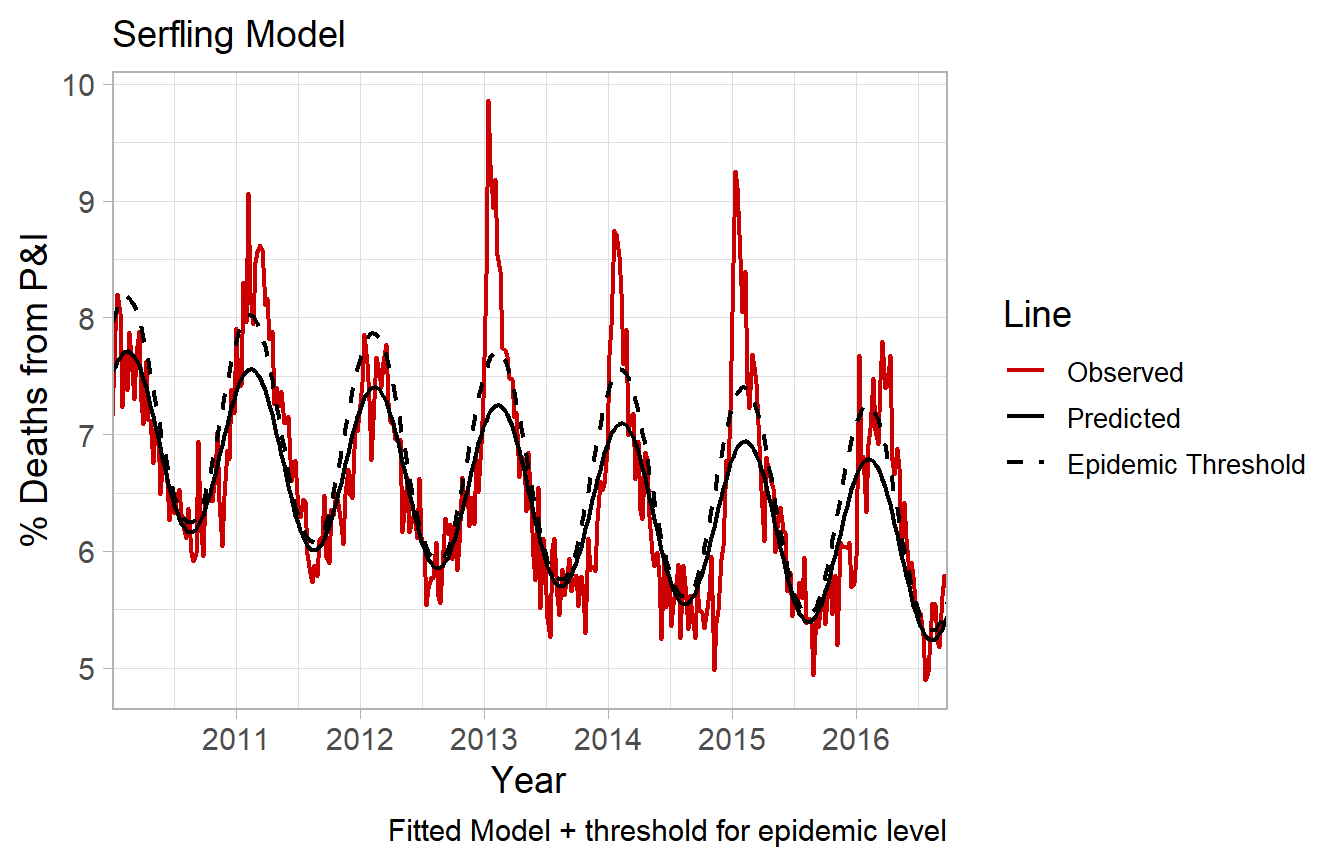 Serfling Model
% Deaths from P&I
10
9
8
7
6
5
2011 2012 2013 2014 2015 2016
Year
Fitted Model + threshold for epidemic level
Line
Observed
Predicted
Epidemic Threshold